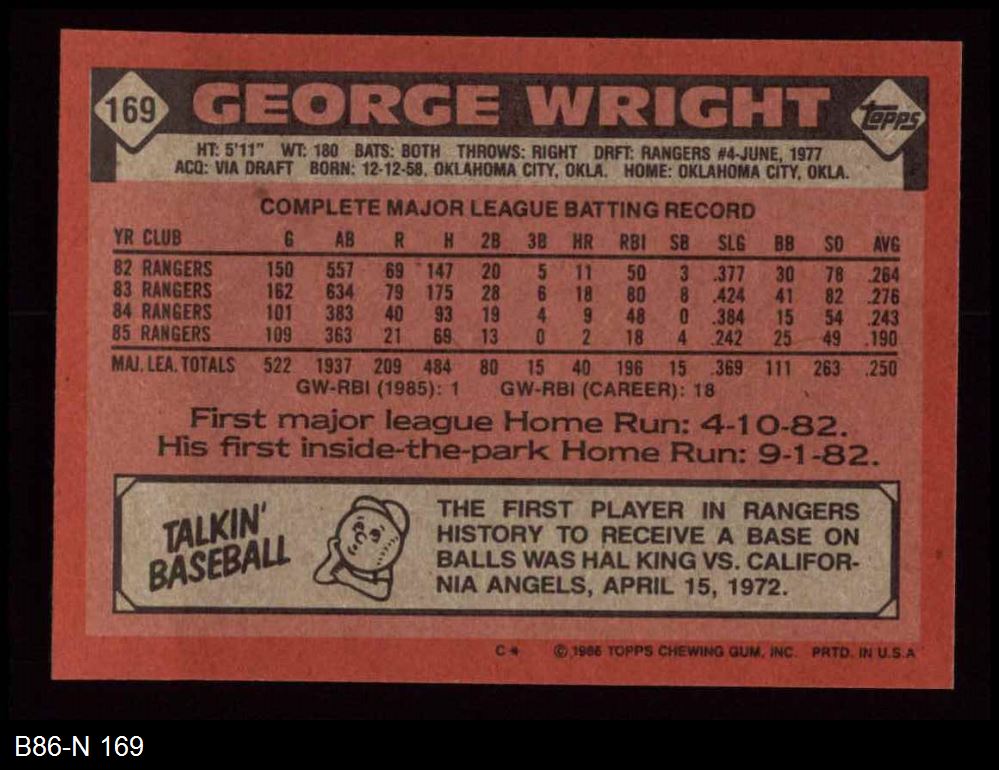 169 GEORGE WRIGHT Topps
HT: 5'11" WT: 180 BATS: BOTH THROWS: RIGHT DRFT: RANGERS #4-JUNE, 1977
ACQ: VIA DRAFT BORN: 12-12-58, OKLAHOMA CITY, OKLA. HOME: OKLAHOMA CITY, OKLA.
COMPLETE MAJOR LEAGUE BATTING RECORD
YR CLUB G AB R H 2B 3B HR RBI SB SLG BB SO AVG
82 RANGERS 150 557 69 147 20 5 11 50 3 .377 30 78 .264
83 RANGERS 162 634 79 175 28 6 18 80 8 .424 41 82 .276
84 RANGERS 101 383 40 93 19 4 9 48 0 .384 15 54 .243
85 RANGERS 109 363 21 69 13 0 2 18 4 .242 25 49 .190
MAJ. LEA. TOTALS 522 1937 209 484 80 15 40 196 15 .369 111 263 .250
GW-RBI (1985): 1 GW-RBI (CAREER): 18
First major league Home Run: 4-10-82.
His first inside-the-park Home Run: 9-1-82.
TALKIN'
BASEBALL
THE FIRST PLAYER IN RANGERS
HISTORY TO RECEIVE A BASE ON
BALLS WAS HAL KING VS. CALIFOR-
NIA ANGELS, APRIL 15, 1972.
C* © 1986 TOPPS CHEWING GUM, INC. PRTD. IN U.S.A
B86-N 169